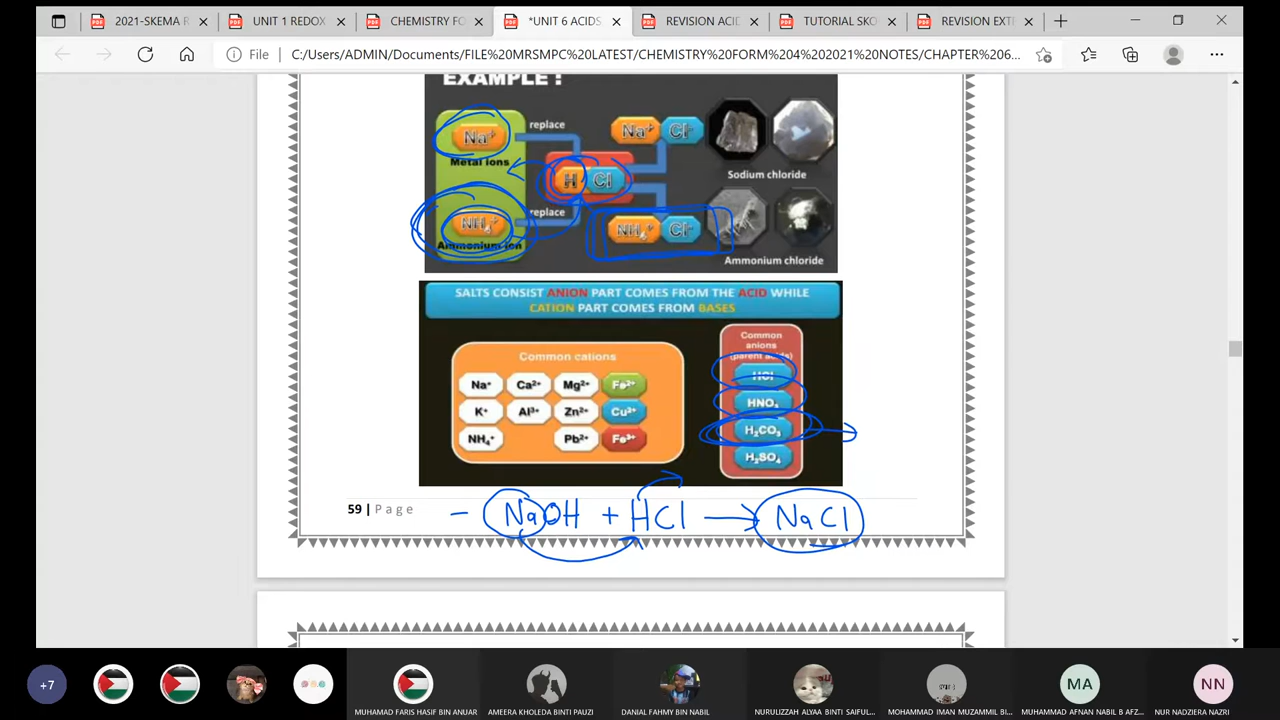 2021-SKEMA R
UNIT 1 REDOX
CHEMISTRY FO
*UNIT 6 ACIDS
REVISION ACID
TUTORIAL SKO
REVISION EXTE
File
C:/Users/ADMIN/Documents/FILE%20MRSMPC%20LATEST/CHEMISTRY%20FORM%204%202021%20NOTES/CHAPTER%206...
EXAMPLE :
Na⁺
replace
Na⁺ Cl⁻
Metal ions
H Cl
Sodium chloride
NH₄⁺
replace
NH₄⁺ Cl⁻
Ammonium ion
Ammonium chloride
SALTS CONSIST ANION PART COMES FROM THE ACID WHILE
CATION PART COMES FROM BASES
Common cations
Na⁺ Ca²⁺ Mg²⁺ Fe²⁺
K⁺ Al³⁺ Zn²⁺ Cu²⁺
NH₄⁺ Pb²⁺ Fe³⁺
Common
anions
(parent acids)
HCl
HNO₄
H₂CO₃
H₂SO₄
59 | Page
– NaOH + HCl → NaCl
+7
MUHAMAD FARIS HASIF BIN ANUAR
AMEERA KHOLEDA BINTI PAUZI
DANIAL FAHMY BIN NABIL
NURULIZZAH ALYAA BINTI SAIFUL...
MOHAMMAD IMAN MUZAMMIL BI...
MA
MUHAMMAD AFNAN NABIL B AFZ...
NN
NUR NADZIERA NAZRI